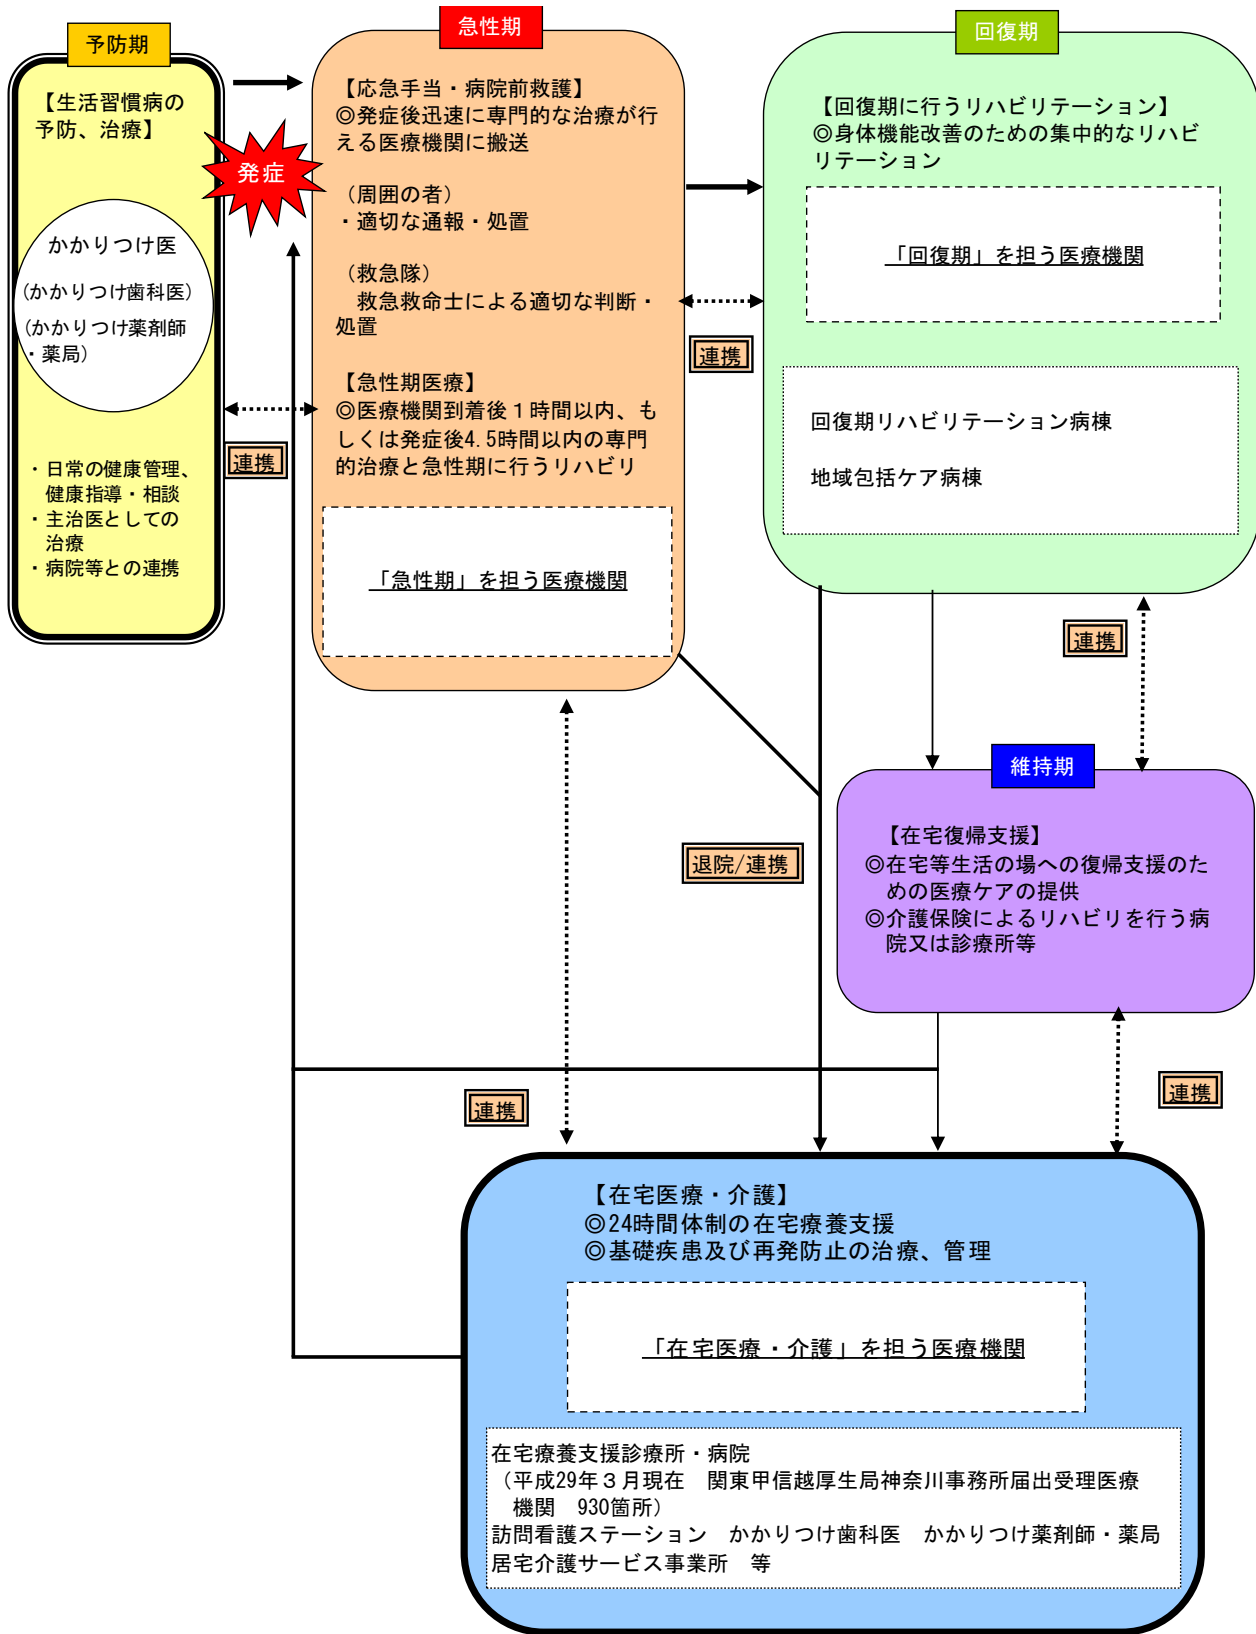 予防期
【生活習慣病の
予防、治療】
かかりつけ医
(かかりつけ歯科医)
(かかりつけ薬剤師
・薬局)
・日常の健康管理、
健康指導・相談
・主治医としての
治療
・病院等との連携
発症
連携
急性期
【応急手当・病院前救護】
◎発症後迅速に専門的な治療が行
える医療機関に搬送
（周囲の者）
・適切な通報・処置
（救急隊）
救急救命士による適切な判断・
処置
【急性期医療】
◎医療機関到着後１時間以内、も
しくは発症後4.5時間以内の専門
的治療と急性期に行うリハビリ
「急性期」を担う医療機関
連携
回復期
【回復期に行うリハビリテーション】
◎身体機能改善のための集中的なリハビ
リテーション
「回復期」を担う医療機関
回復期リハビリテーション病棟
地域包括ケア病棟
連携
維持期
【在宅復帰支援】
◎在宅等生活の場への復帰支援のた
めの医療ケアの提供
◎介護保険によるリハビリを行う病
院又は診療所等
退院/連携
連携
連携
【在宅医療・介護】
◎24時間体制の在宅療養支援
◎基礎疾患及び再発防止の治療、管理
「在宅医療・介護」を担う医療機関
在宅療養支援診療所・病院
（平成29年３月現在　関東甲信越厚生局神奈川事務所届出受理医療
機関　930箇所）
訪問看護ステーション　かかりつけ歯科医　かかりつけ薬剤師・薬局
居宅介護サービス事業所　等